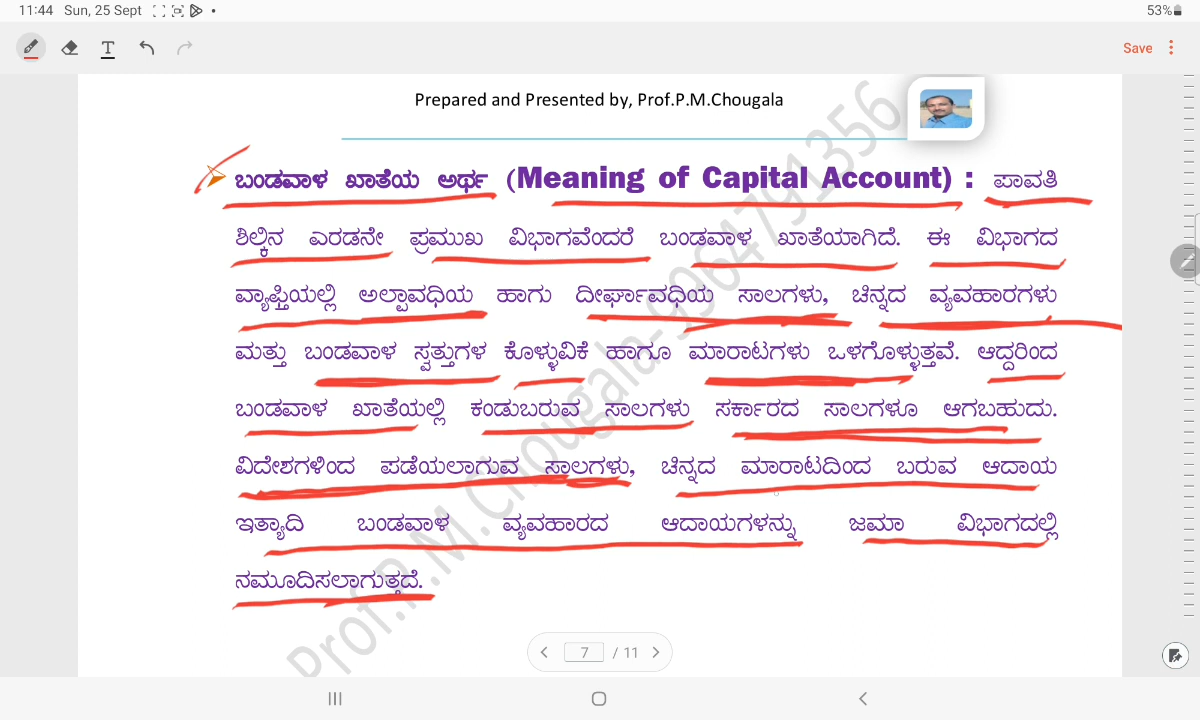 11:44 Sun, 25 Sept
53%
T
Save
Prepared and Presented by, Prof.P.M.Chougala
ಬಂಡವಾಳ ಖಾತೆಯ ಅರ್ಥ (Meaning of Capital Account) : ಪಾವತಿ
ಶಿಲ್ಕಿನ ಎರಡನೇ ಪ್ರಮುಖ ವಿಭಾಗವೆಂದರೆ ಬಂಡವಾಳ ಖಾತೆಯಾಗಿದೆ. ಈ ವಿಭಾಗದ
ವ್ಯಾಪ್ತಿಯಲ್ಲಿ ಅಲ್ಪಾವಧಿಯ ಹಾಗು ದೀರ್ಘಾವಧಿಯ ಸಾಲಗಳು, ಚಿನ್ನದ ವ್ಯವಹಾರಗಳು
ಮತ್ತು ಬಂಡವಾಳ ಸ್ವತ್ತುಗಳ ಕೊಳ್ಳುವಿಕೆ ಹಾಗೂ ಮಾರಾಟಗಳು ಒಳಗೊಳ್ಳುತ್ತವೆ. ಆದ್ದರಿಂದ
ಬಂಡವಾಳ ಖಾತೆಯಲ್ಲಿ ಕಂಡುಬರುವ ಸಾಲಗಳು ಸರ್ಕಾರದ ಸಾಲಗಳೂ ಆಗಬಹುದು.
ವಿದೇಶಗಳಿಂದ ಪಡೆಯಲಾಗುವ ಸಾಲಗಳು, ಚಿನ್ನದ ಮಾರಾಟದಿಂದ ಬರುವ ಆದಾಯ
ಇತ್ಯಾದಿ ಬಂಡವಾಳ ವ್ಯವಹಾರದ ಆದಾಯಗಳನ್ನು ಜಮಾ ವಿಭಾಗದಲ್ಲಿ
ನಮೂದಿಸಲಾಗುತ್ತದೆ.
Prof.P.M.Chougala-9964791356
7 / 11